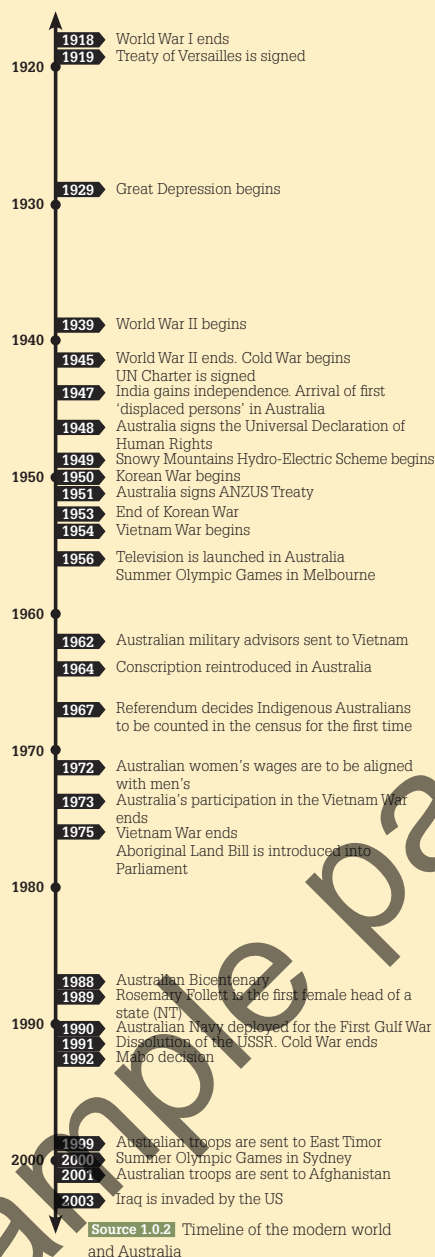 1918 World War I ends
1919 Treaty of Versailles is signed
1920
1929 Great Depression begins
1930
1939 World War II begins
1940
1945 World War II ends. Cold War begins
UN Charter is signed
1947 India gains independence. Arrival of first
‘displaced persons’ in Australia
1948 Australia signs the Universal Declaration of
Human Rights
1949 Snowy Mountains Hydro-Electric Scheme begins
1950 1950 Korean War begins
1951 Australia signs ANZUS Treaty
1953 End of Korean War
1954 Vietnam War begins
1956 Television is launched in Australia
Summer Olympic Games in Melbourne
1960
1962 Australian military advisors sent to Vietnam
1964 Conscription reintroduced in Australia
1967 Referendum decides Indigenous Australians
to be counted in the census for the first time
1970
1972 Australian women’s wages are to be aligned
with men’s
1973 Australia’s participation in the Vietnam War
ends
1975 Vietnam War ends
Aboriginal Land Bill is introduced into
Parliament
1980
1988 Australian Bicentenary
1989 Rosemary Follett is the first female head of a
state (NT)
1990 1990 Australian Navy deployed for the First Gulf War
1991 Dissolution of the USSR. Cold War ends
1992 Mabo decision
1999 Australian troops are sent to East Timor
2000 2000 Summer Olympic Games in Sydney
2001 Australian troops are sent to Afghanistan
2003 Iraq is invaded by the US
Source 1.0.2 Timeline of the modern world
and Australia
ample pa